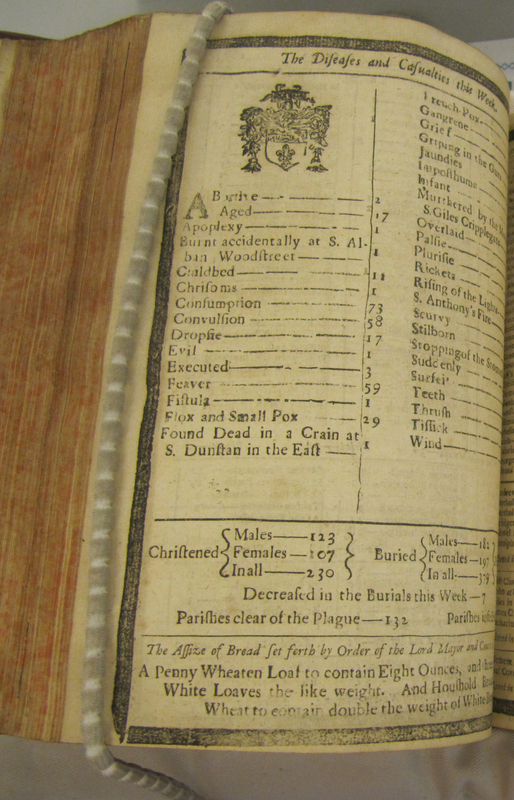 The Diſeaſes and Caſualties this Week.
ABortive 2
Aged 17
Apoplexy 1
Burnt accidentally at S. Al-
ban Woodſtreet 1
Childbed 11
Chriſoms 1
Conſumption 73
Convulſion 58
Dropſie 17
Evil 1
Executed 3
Feaver 59
Fiſtula 1
Flox and Small Pox 29
Found Dead in a Crain at
S. Dunſtan in the Eaſt 1
French Pox
Gangrene
Grief
Griping in the Guts
Jaundies
Impoſthume
Infant
Murthered by the
S. Giles Cripplegate
Overlaid
Palſie
Pluriſie
Rickets
Riſing of the Lights
S. Anthony's Fire
Scurvy
Stilborn
Stopping of the
Suddenly
Surfeit
Teeth
Thruſh
Tiſſick
Wind
Chriſtened
Males 123
Females 107
In all 230
Buried
Males 182
Females 197
In all 379
Decreaſed in the Burials this Week 7
Pariſhes clear of the Plague 132 Pariſhes
The Aſſize of Bread ſet forth by Order of the Lord Mayor and
A Penny Wheaten Loaf to contain Eight Ounces, and
White Loaves the like weight. And Houſhold
Wheat to contain double the weight of White